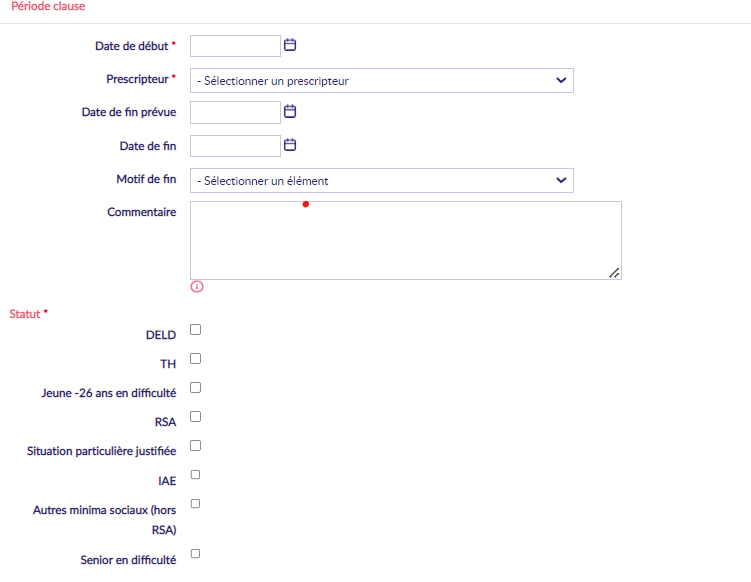 Période clause
Date de début *
Prescripteur *
- Sélectionner un prescripteur
Date de fin prévue
Date de fin
Motif de fin
- Sélectionner un élément
Commentaire
Statut *
DELD
TH
Jeune -26 ans en difficulté
RSA
Situation particulière justifiée
IAE
Autres minima sociaux (hors
RSA)
Senior en difficulté